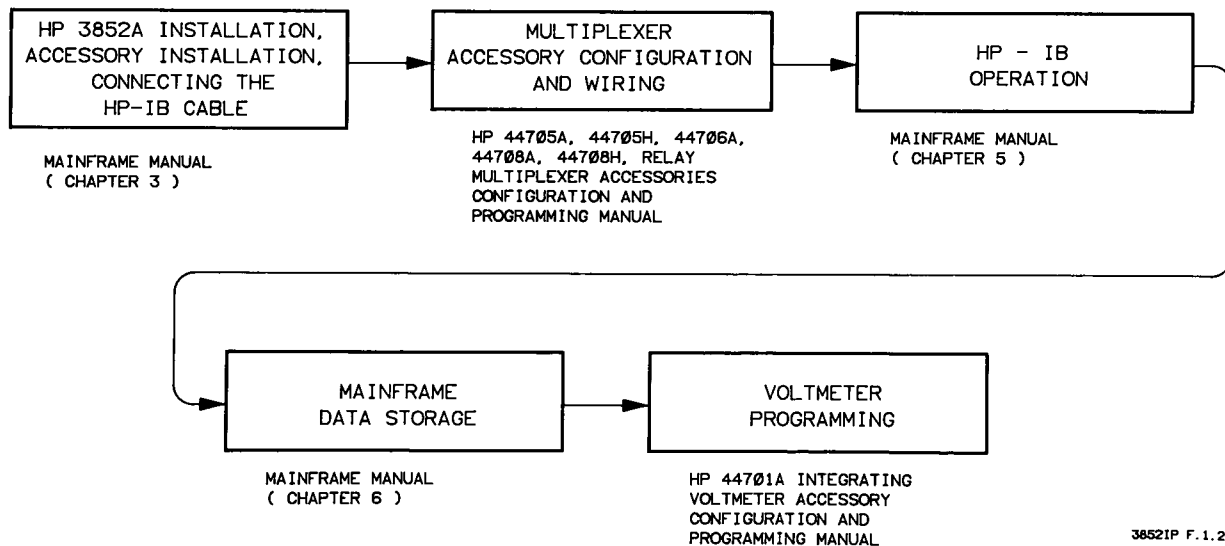 HP 3852A INSTALLATION,
ACCESSORY INSTALLATION,
CONNECTING THE
HP-IB CABLE
MAINFRAME MANUAL
( CHAPTER 3 )
MULTIPLEXER
ACCESSORY CONFIGURATION
AND WIRING
HP 44705A, 44705H, 44706A,
44708A, 44708H, RELAY
MULTIPLEXER ACCESSORIES
CONFIGURATION AND
PROGRAMMING MANUAL
HP - IB
OPERATION
MAINFRAME MANUAL
( CHAPTER 5 )
MAINFRAME
DATA STORAGE
MAINFRAME MANUAL
( CHAPTER 6 )
VOLTMETER
PROGRAMMING
HP 44701A INTEGRATING
VOLTMETER ACCESSORY
CONFIGURATION AND
PROGRAMMING MANUAL
3852IP F.1.2